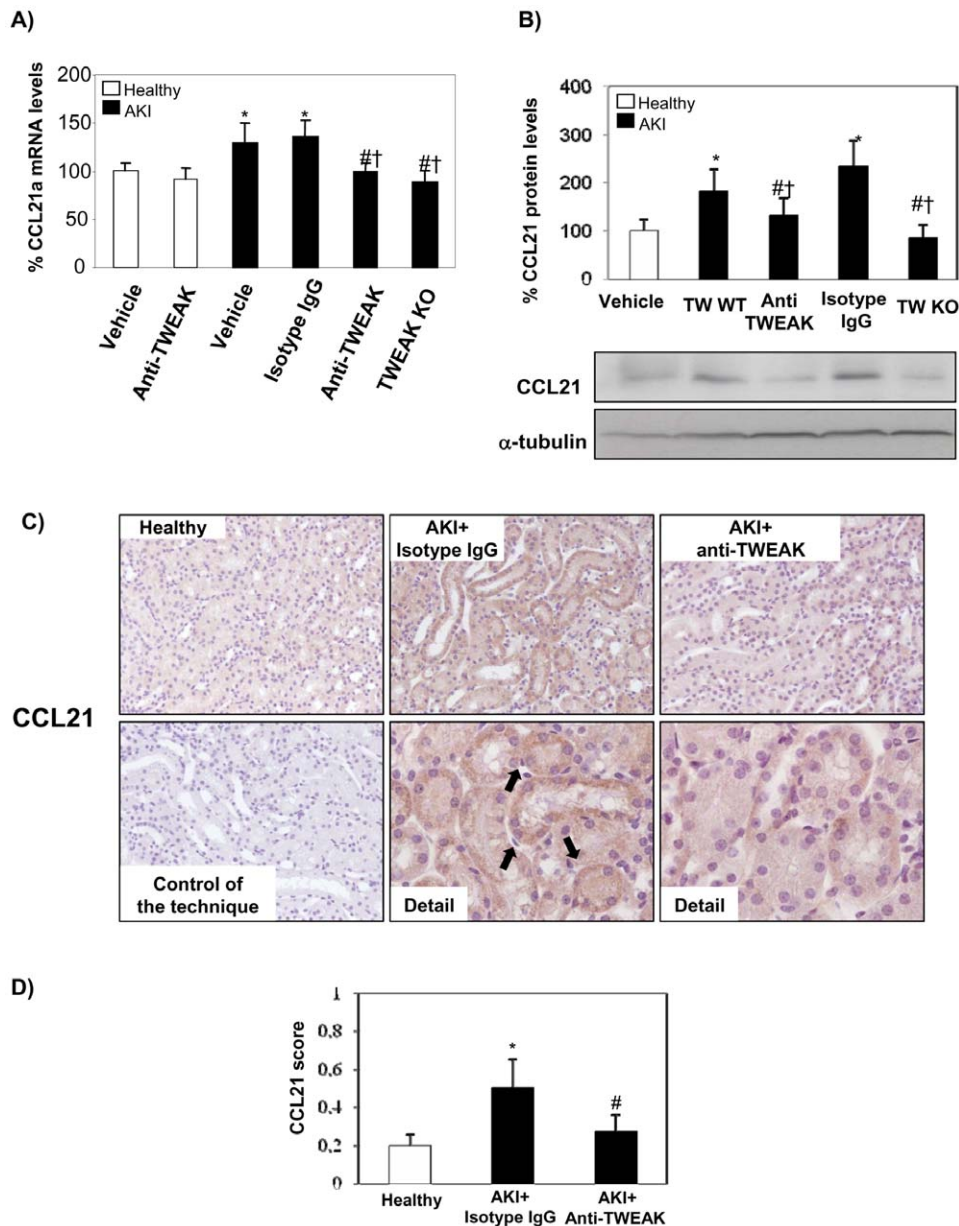 A)
% CCL21a mRNA levels
200
150
100
50
0
Healthy
AKI
*
*
#†
#†
Vehicle
Anti-TWEAK
Vehicle
Isotype IgG
Anti-TWEAK
TWEAK KO
B)
% CCL21 protein levels
400
300
200
100
0
Healthy
AKI
*
#†
*
#†
Vehicle
TW WT
Anti
TWEAK
Isotype
IgG
TW KO
CCL21
α-tubulin
C)
CCL21
Healthy
AKI+
Isotype IgG
AKI+
anti-TWEAK
Control of
the technique
Detail
Detail
D)
CCL21 score
1
0.8
0.6
0.4
0.2
0
*
#
Healthy
AKI+
Isotype IgG
AKI+
Anti-TWEAK